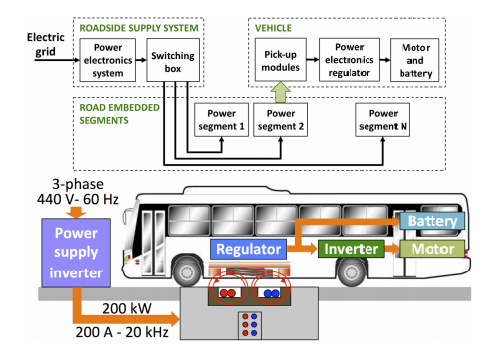 ROADSIDE SUPPLY SYSTEM
VEHICLE
Electric
grid
Power
electronics
system
Switching
box
Pick-up
modules
Power
electronics
regulator
Motor
and
battery
ROAD EMBEDDED
SEGMENTS
Power
segment 1
Power
segment 2
Power
segment N
3-phase
440 V- 60 Hz
Power
supply
inverter
Battery
Regulator
Inverter
Motor
200 kW
200 A - 20 kHz